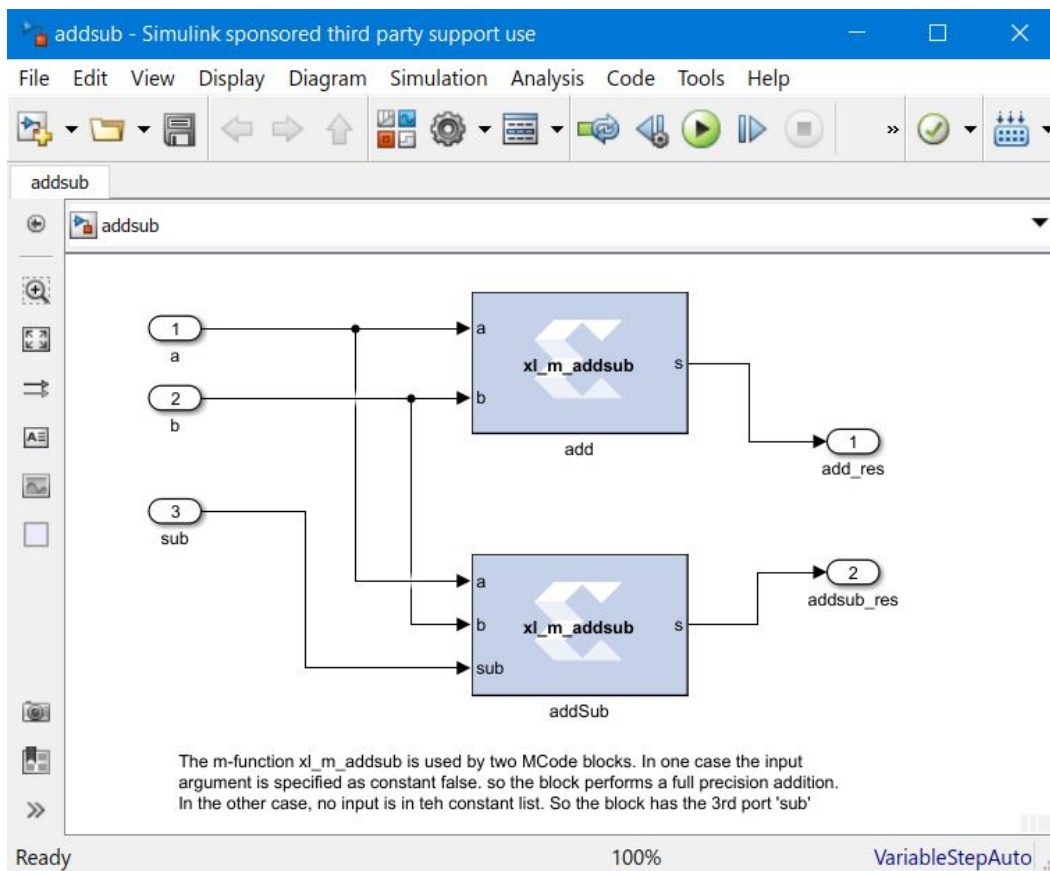 addsub - Simulink sponsored third party support use
File Edit View Display Diagram Simulation Analysis Code Tools Help
»
addsub
addsub
1
a
2
b
3
sub
a
b
xl_m_addsub
s
add
1
add_res
a
b
sub
xl_m_addsub
s
addSub
2
addsub_res
The m-function xl_m_addsub is used by two MCode blocks. In one case the input
argument is specified as constant false. so the block performs a full precision addition.
In the other case, no input is in teh constant list. So the block has the 3rd port 'sub'
Ready 100% VariableStepAuto